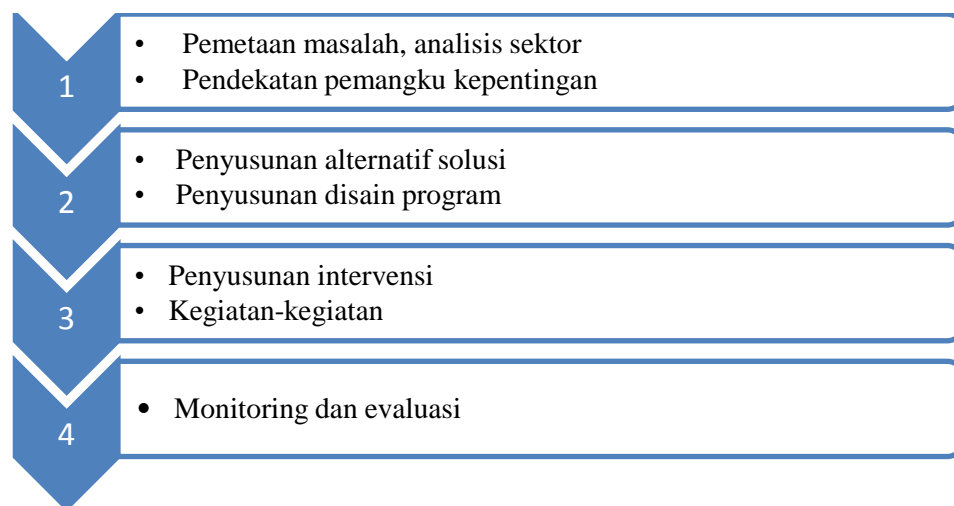 1
• Pemetaan masalah, analisis sektor
• Pendekatan pemangku kepentingan
2
• Penyusunan alternatif solusi
• Penyusunan disain program
3
• Penyusunan intervensi
• Kegiatan-kegiatan
4
• Monitoring dan evaluasi